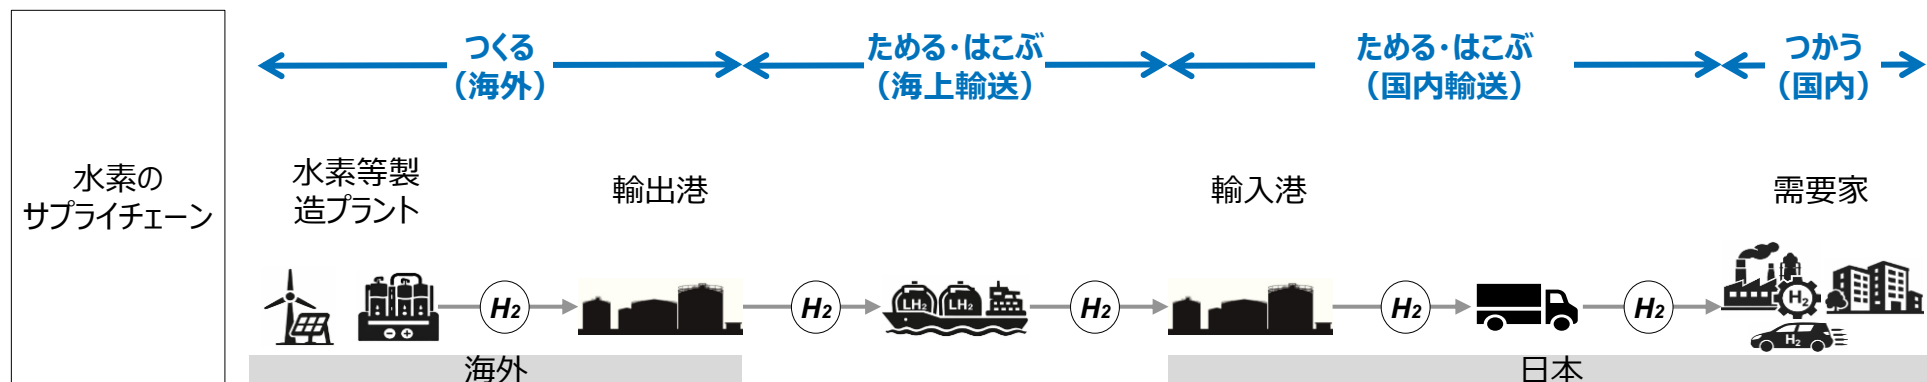 つくる
（海外）
ためる・はこぶ
（海上輸送）
ためる・はこぶ
（国内輸送）
つかう
（国内）
水素の
サプライチェーン
水素等製
造プラント
輸出港
輸入港
需要家
H2
H2
LH2 LH2
H2
H2
H2
H2
H2
海外
日本